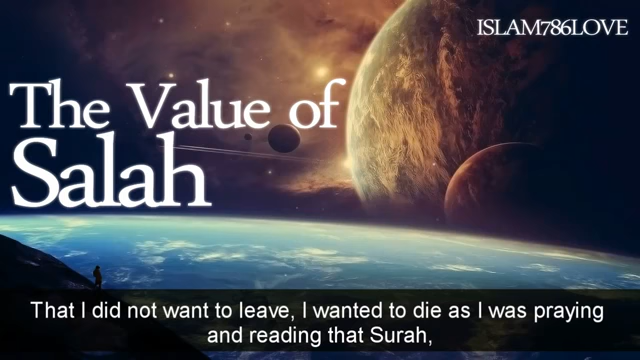 ISLAM786LOVE
The Value of
Salah
That I did not want to leave, I wanted to die as I was praying
and reading that Surah,